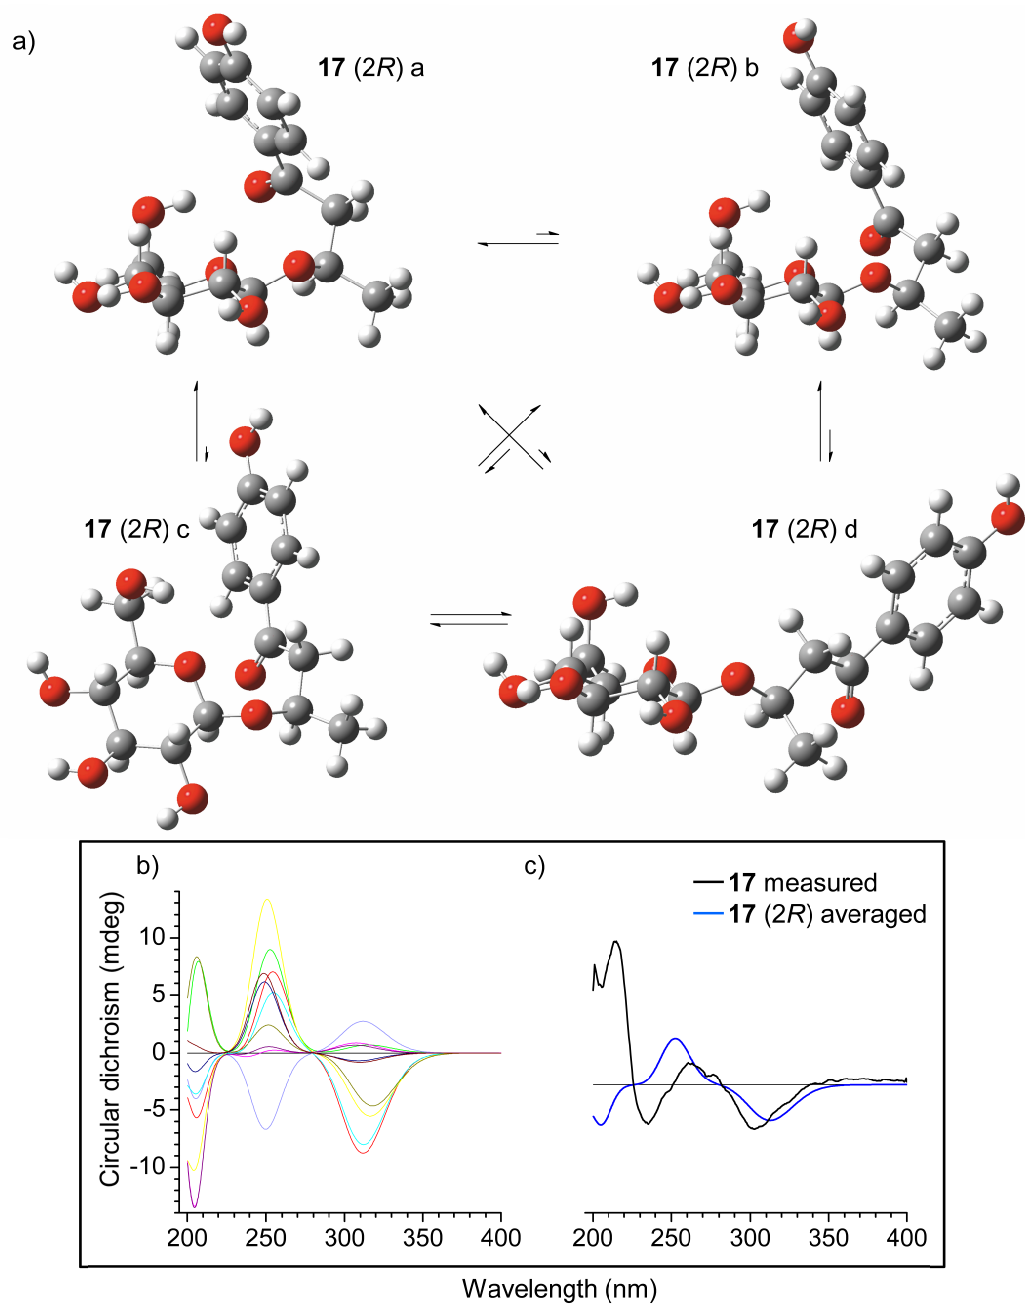 a)
17 (2R) a
17 (2R) b
17 (2R) c
17 (2R) d
b)
c)
Circular dichroism (mdeg)
10
5
0
-5
-10
200
250
300
350
400
17 measured
17 (2R) averaged
200
250
300
350
400
Wavelength (nm)